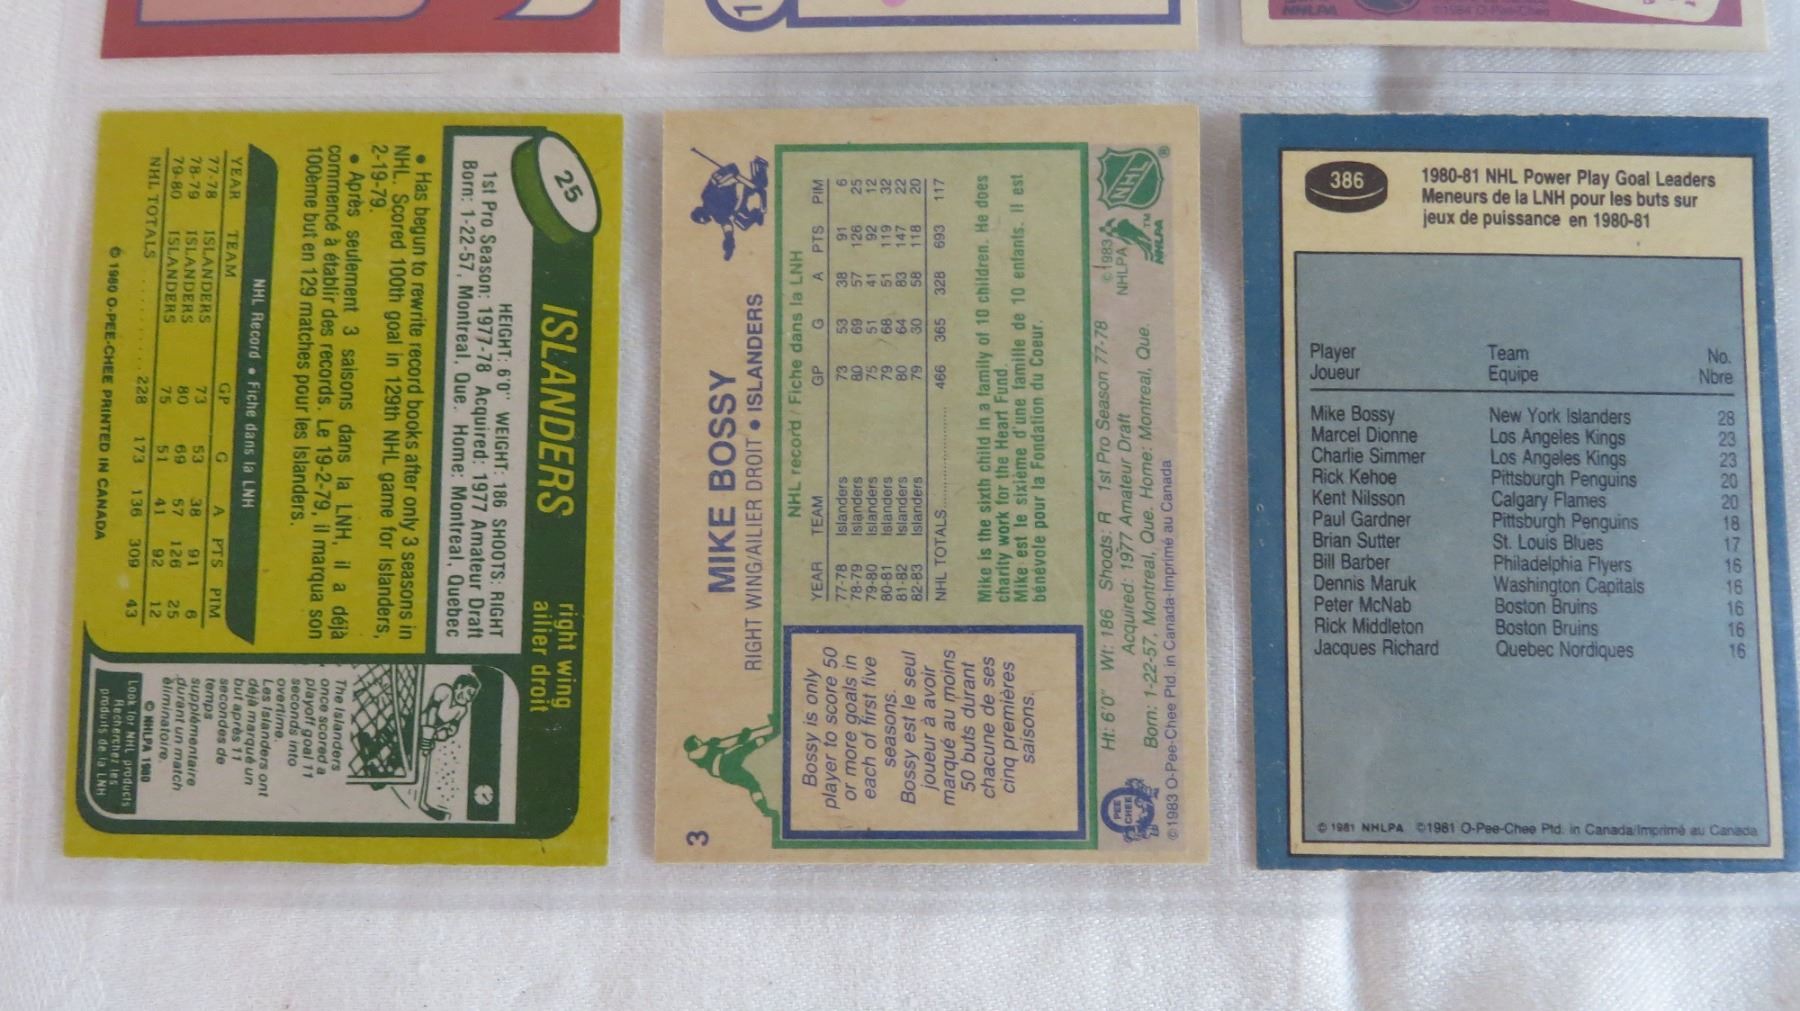 NHLPA
©1984 O-Pee-Chee
1
25
ISLANDERS
right wing
ailier droit
HEIGHT: 6'0" WEIGHT: 186 SHOOTS: RIGHT
1st Pro Season: 1977-78 Acquired: 1977 Amateur Draft
Born: 1-22-57, Montreal, Que. Home: Montreal, Quebec
• Has begun to rewrite record books after only 3 seasons in
NHL. Scored 100th goal in 129th NHL game for Islanders,
2-19-79.
• Après seulement 3 saisons dans la LNH, il a déjà
commencé à établir des records. Le 19-2-79, il marqua son
100ème but en 129 matches pour les Islanders.
NHL Record • Fiche dans la LNH
YEAR TEAM GP G A PTS PIM
77-78 ISLANDERS 73 53 38 91 6
78-79 ISLANDERS 80 69 57 126 25
79-80 ISLANDERS 75 51 41 92 12
NHL TOTALS ........... 228 173 136 309 43
© 1980 O-PEE-CHEE PRINTED IN CANADA
The Islanders
once scored a
playoff goal 11
seconds into
overtime.
Les Islanders ont
déjà marqué un
but après 11
secondes de
temps
supplémentaire
durant un match
éliminatoire.
© NHLPA 1980
Look for NHL products
Recherchez les
produits de la LNH
3
MIKE BOSSY
RIGHT WING/AILIER DROIT • ISLANDERS
NHL record / Fiche dans la LNH
YEAR TEAM GP G A PTS PIM
77-78 Islanders 73 53 38 91 6
78-79 Islanders 80 69 57 126 25
79-80 Islanders 75 51 41 92 12
80-81 Islanders 79 68 51 119 32
81-82 Islanders 80 64 83 147 22
82-83 Islanders 79 30 58 118 20
NHL TOTALS................ 466 365 328 693 117
Mike is the sixth child in a family of 10 children. He does
charity work for the Heart Fund.
Mike est le sixième d'une famille de 10 enfants. Il est
bénévole pour la Fondation du Coeur.
Bossy is only
player to score 50
or more goals in
each of first five
seasons.
Bossy est le seul
joueur à avoir
marqué au moins
50 buts durant
chacune de ses
cinq premières
saisons.
NHL
®
©1983
NHLPA
NHLPA
TM
Ht: 6'0" Wt: 186 Shoots: R 1st Pro Season 77-78
Acquired: 1977 Amateur Draft
Born: 1-22-57, Montreal, Que. Home: Montreal, Que.
O
PEE
CHEE
©1983 O-Pee-Chee Ptd. in Canada-Imprimé au Canada
386
1980-81 NHL Power Play Goal Leaders
Meneurs de la LNH pour les buts sur
jeux de puissance en 1980-81
Player Team No.
Joueur Equipe Nbre
Mike Bossy New York Islanders 28
Marcel Dionne Los Angeles Kings 23
Charlie Simmer Los Angeles Kings 23
Rick Kehoe Pittsburgh Penguins 20
Kent Nilsson Calgary Flames 20
Paul Gardner Pittsburgh Penguins 18
Brian Sutter St. Louis Blues 17
Bill Barber Philadelphia Flyers 16
Dennis Maruk Washington Capitals 16
Peter McNab Boston Bruins 16
Rick Middleton Boston Bruins 16
Jacques Richard Quebec Nordiques 16
© 1981 NHLPA ©1981 O-Pee-Chee Ptd. in Canada/Imprimé au Canada